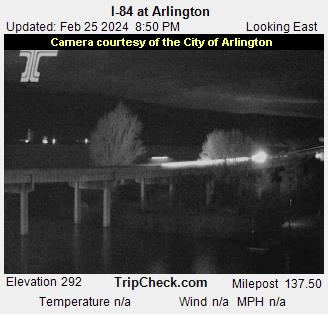 I-84 at Arlington
Updated: Feb 25 2024 8:50 PM Looking East
Camera courtesy of the City of Arlington
Elevation 292 TripCheck.com Milepost 137.50
Temperature n/a Wind n/a MPH n/a